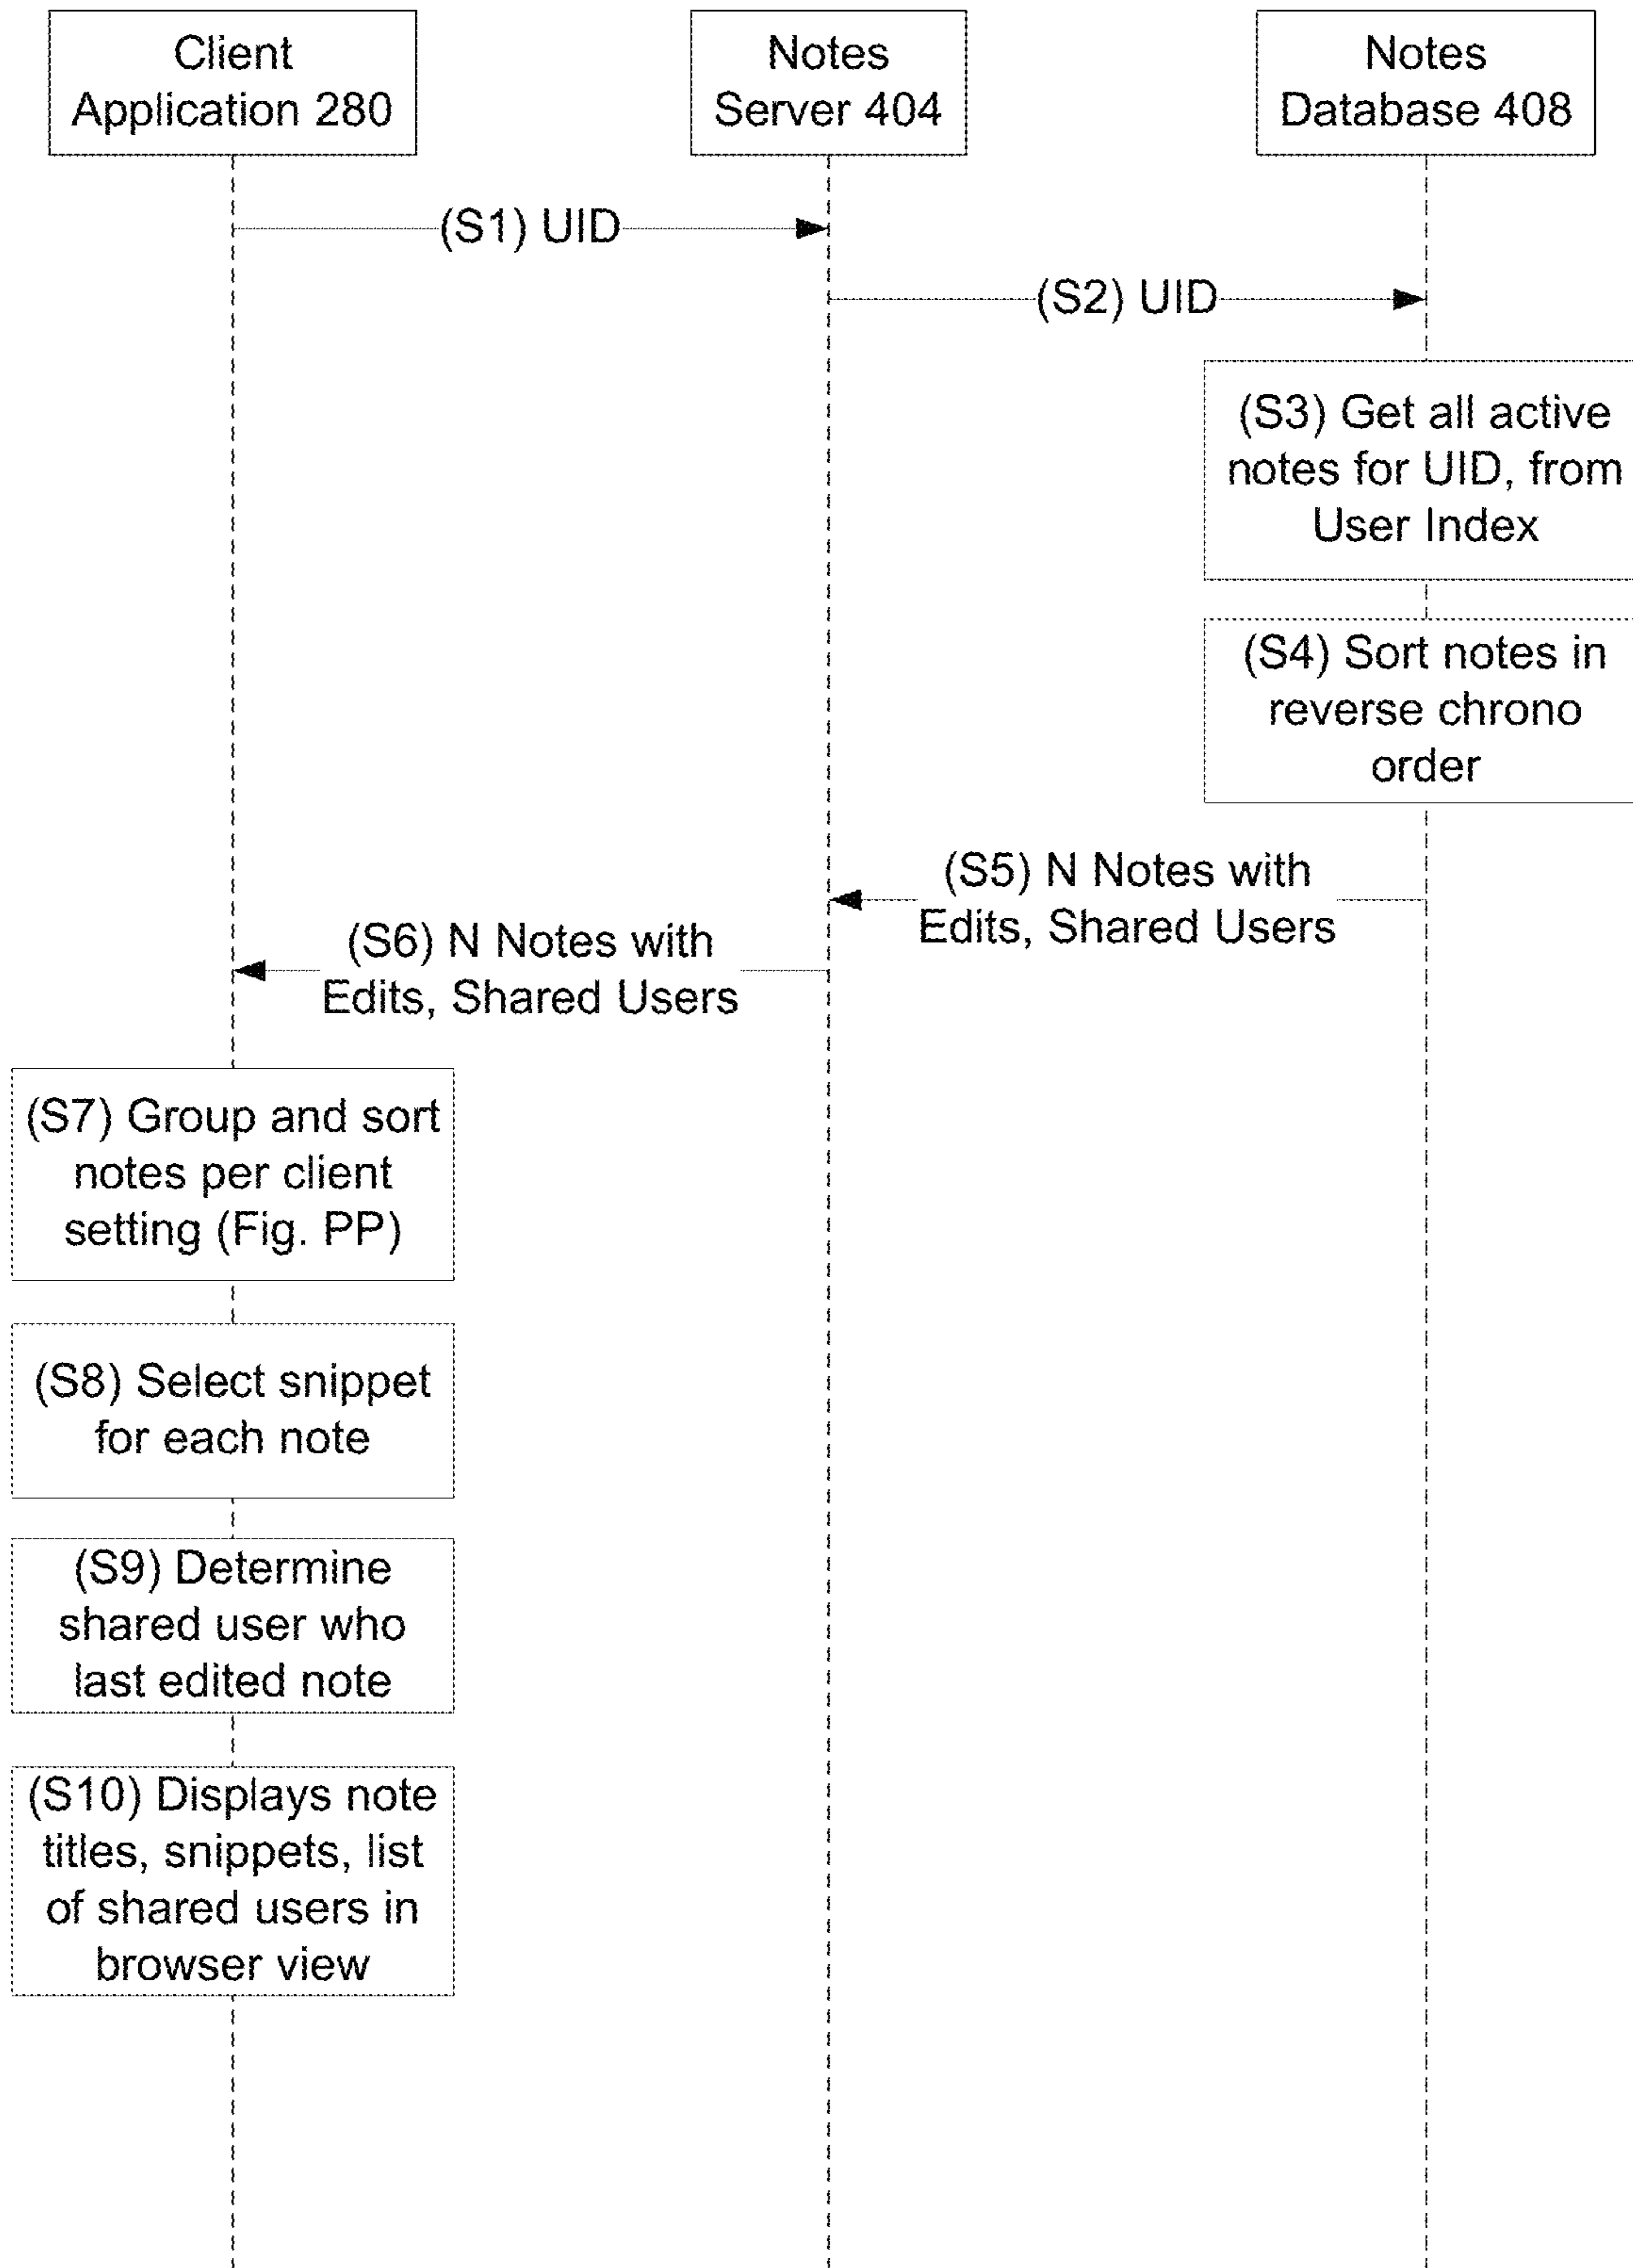 Client
Application 280
Notes
Server 404
Notes
Database 408
(S1) UID
(S2) UID
(S3) Get all active
notes for UID, from
User Index
(S4) Sort notes in
reverse chrono
order
(S5) N Notes with
Edits, Shared Users
(S6) N Notes with
Edits, Shared Users
(S7) Group and sort
notes per client
setting (Fig. PP)
(S8) Select snippet
for each note
(S9) Determine
shared user who
last edited note
(S10) Displays note
titles, snippets, list
of shared users in
browser view